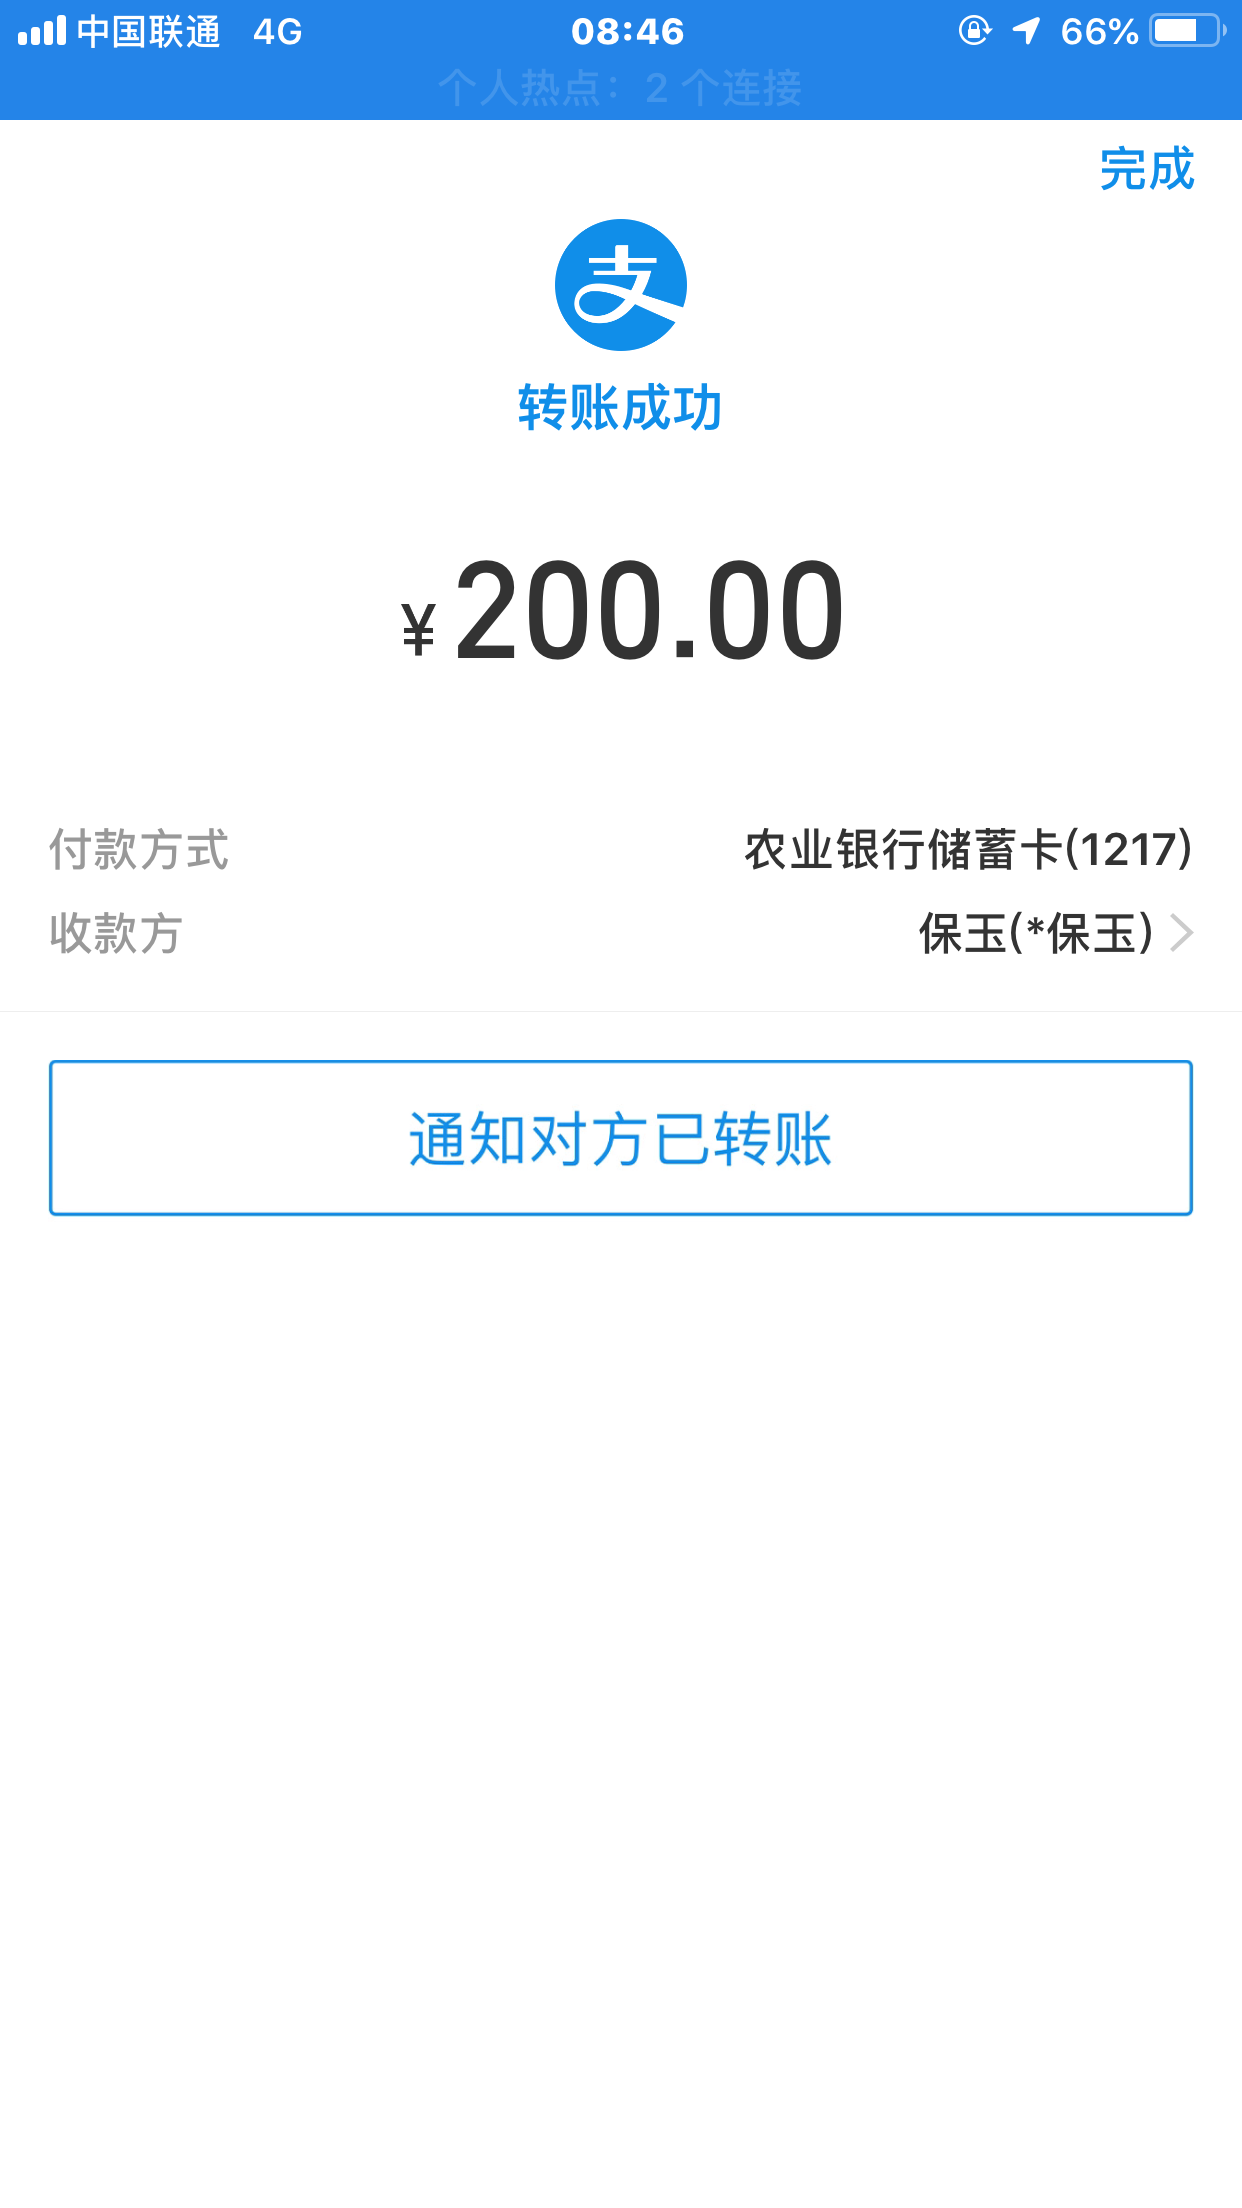 中国联通 4G 08:46 66%
个人热点：2 个连接
完成
支
转账成功
¥200.00
付款方式 农业银行储蓄卡(1217)
收款方 保玉(*保玉)
通知对方已转账